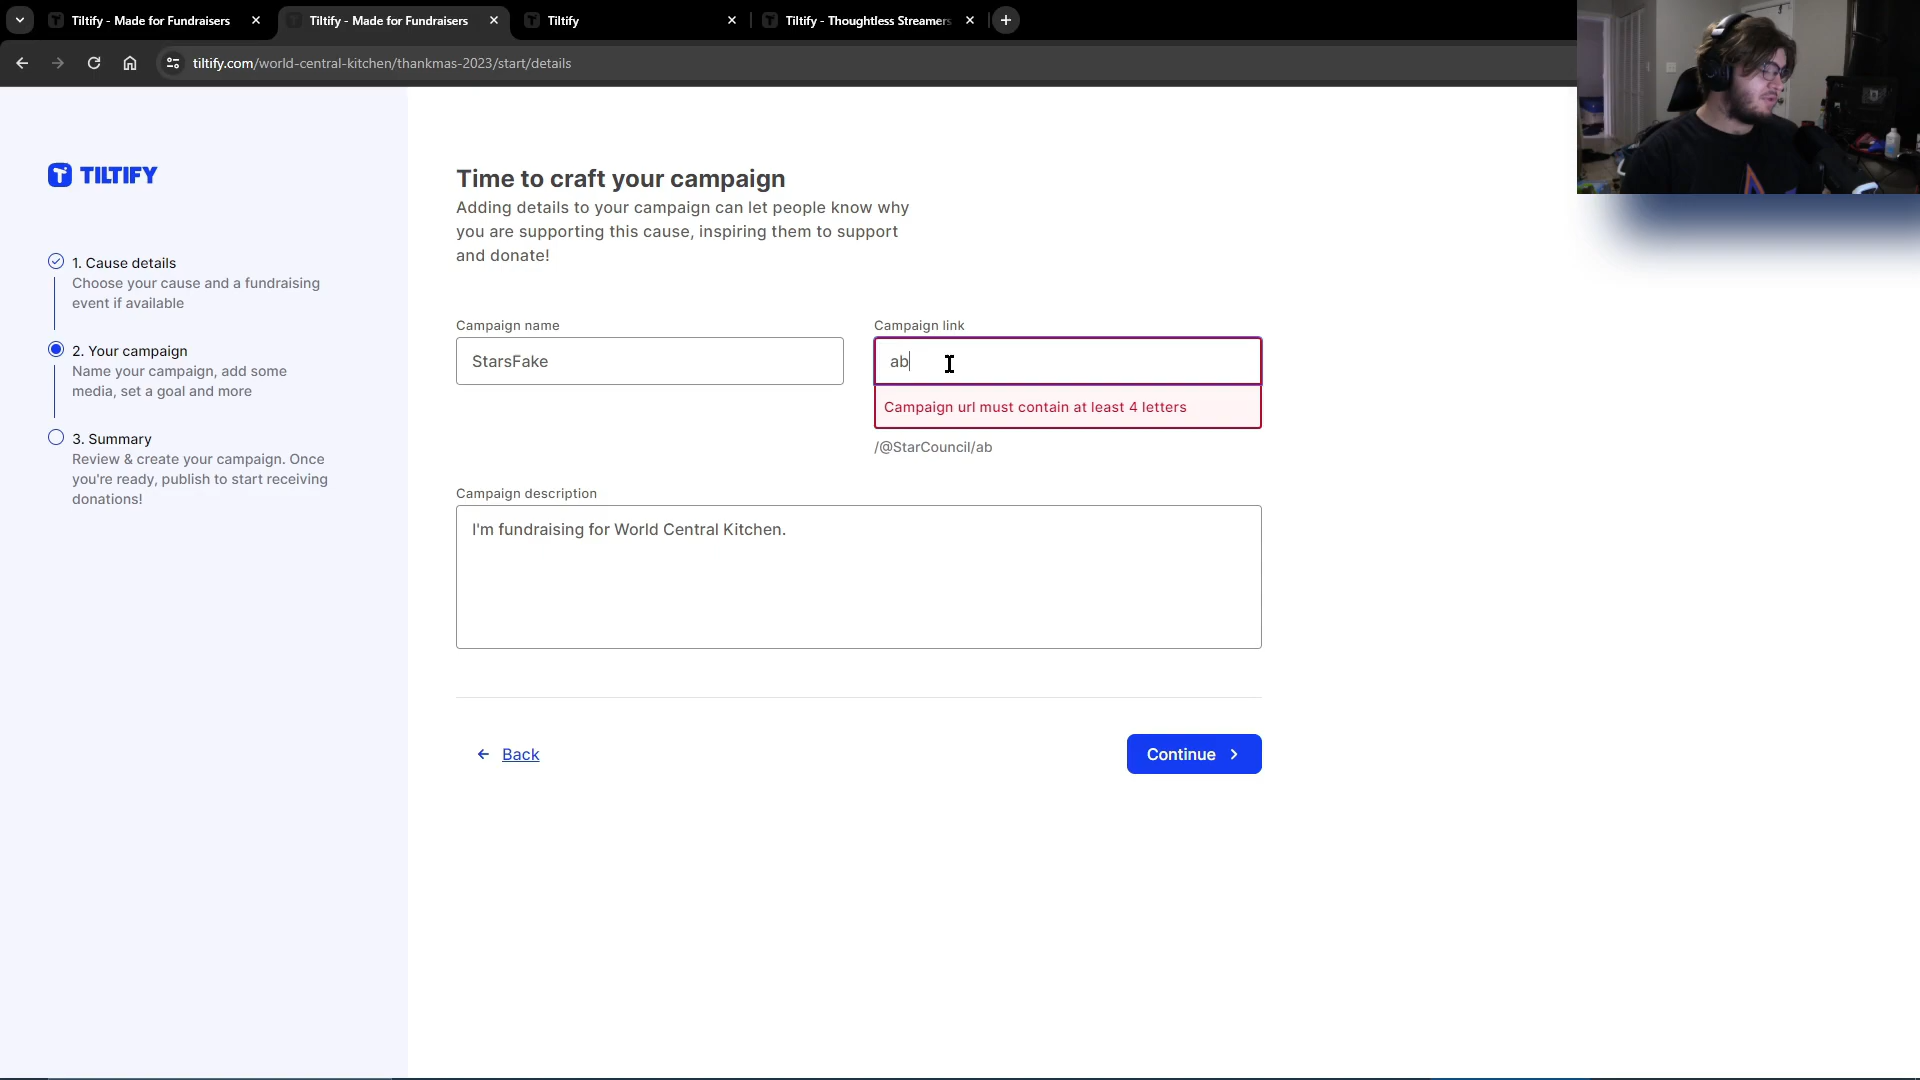 Tiltify - Made for Fundraisers
Tiltify - Made for Fundraisers
Tiltify
Tiltify - Thoughtless Streamers
tiltify.com/world-central-kitchen/thankmas-2023/start/details
TILTIFY
1. Cause details
Choose your cause and a fundraising
event if available
2. Your campaign
Name your campaign, add some
media, set a goal and more
3. Summary
Review & create your campaign. Once
you're ready, publish to start receiving
donations!
Time to craft your campaign
Adding details to your campaign can let people know why
you are supporting this cause, inspiring them to support
and donate!
Campaign name
StarsFake
Campaign link
ab
Campaign url must contain at least 4 letters
/@StarCouncil/ab
Campaign description
I'm fundraising for World Central Kitchen.
Back
Continue